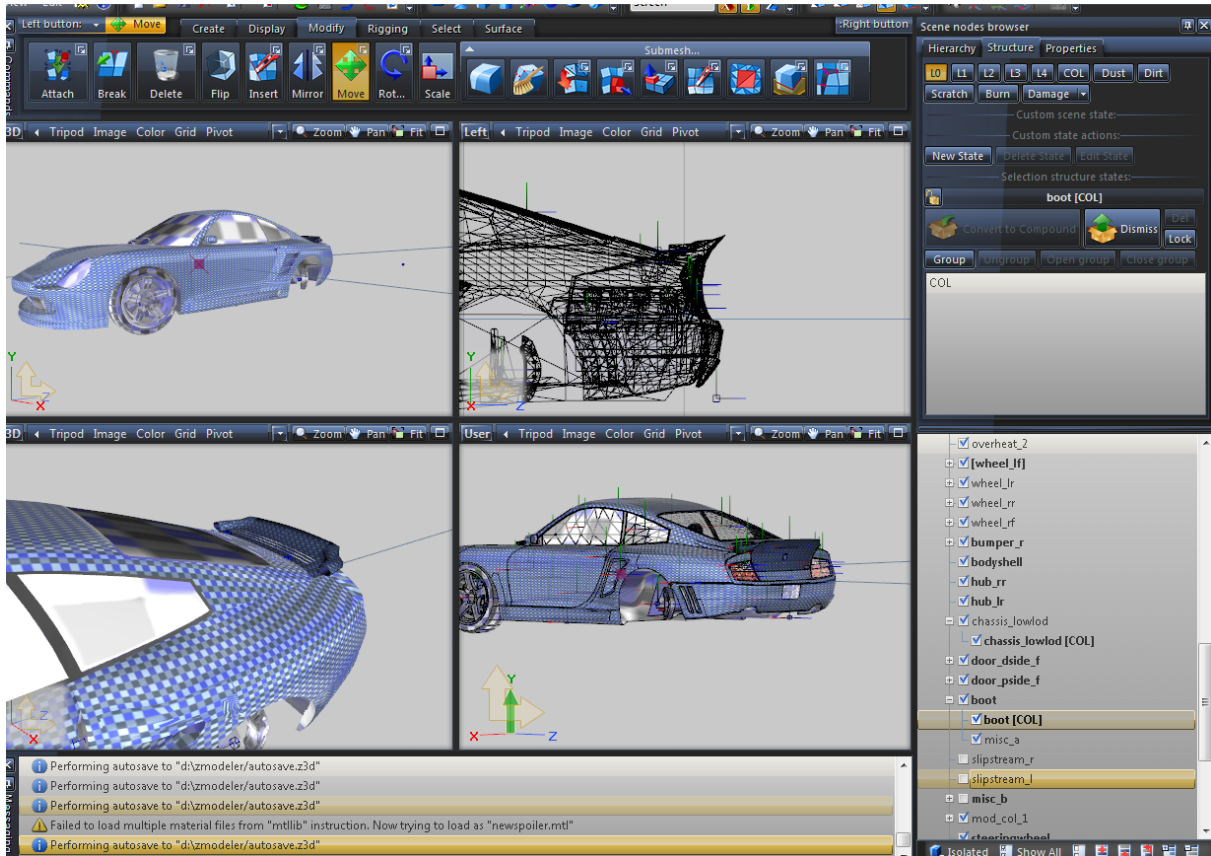 Left button: Move
Create Display Modify Rigging Select Surface
:Right button
Attach Break Delete Flip Insert Mirror Move Rot... Scale
Submesh...
3D Tripod Image Color Grid Pivot Zoom Pan Fit
Left Tripod Image Color Grid Pivot Zoom Pan Fit
Y
Z
X
Y
X Z
3D Tripod Image Color Grid Pivot Zoom Pan Fit
User Tripod Image Color Grid Pivot Zoom Pan Fit
Z
X
Y
X Z
Performing autosave to "d:\zmodeler/autosave.z3d"
Performing autosave to "d:\zmodeler/autosave.z3d"
Performing autosave to "d:\zmodeler/autosave.z3d"
Failed to load multiple material files from "mtllib" instruction. Now trying to load as "newspoiler.mtl"
Performing autosave to "d:\zmodeler/autosave.z3d"
Scene nodes browser
Hierarchy Structure Properties
L0 L1 L2 L3 L4 COL Dust Dirt
Scratch Burn Damage
Custom scene state:
Custom state actions:
New State Delete State Edit State
Selection structure states:
boot [COL]
Convert to Compound Dismiss Del
Lock
Group Ungroup Open group Close group
COL
overheat_2
[wheel_lf]
wheel_lr
wheel_rr
wheel_rf
bumper_r
bodyshell
hub_rr
hub_lr
chassis_lowlod
chassis_lowlod [COL]
door_dside_f
door_pside_f
boot
boot [COL]
misc_a
slipstream_r
slipstream_l
misc_b
mod_col_1
steeringwheel
Isolated Show All